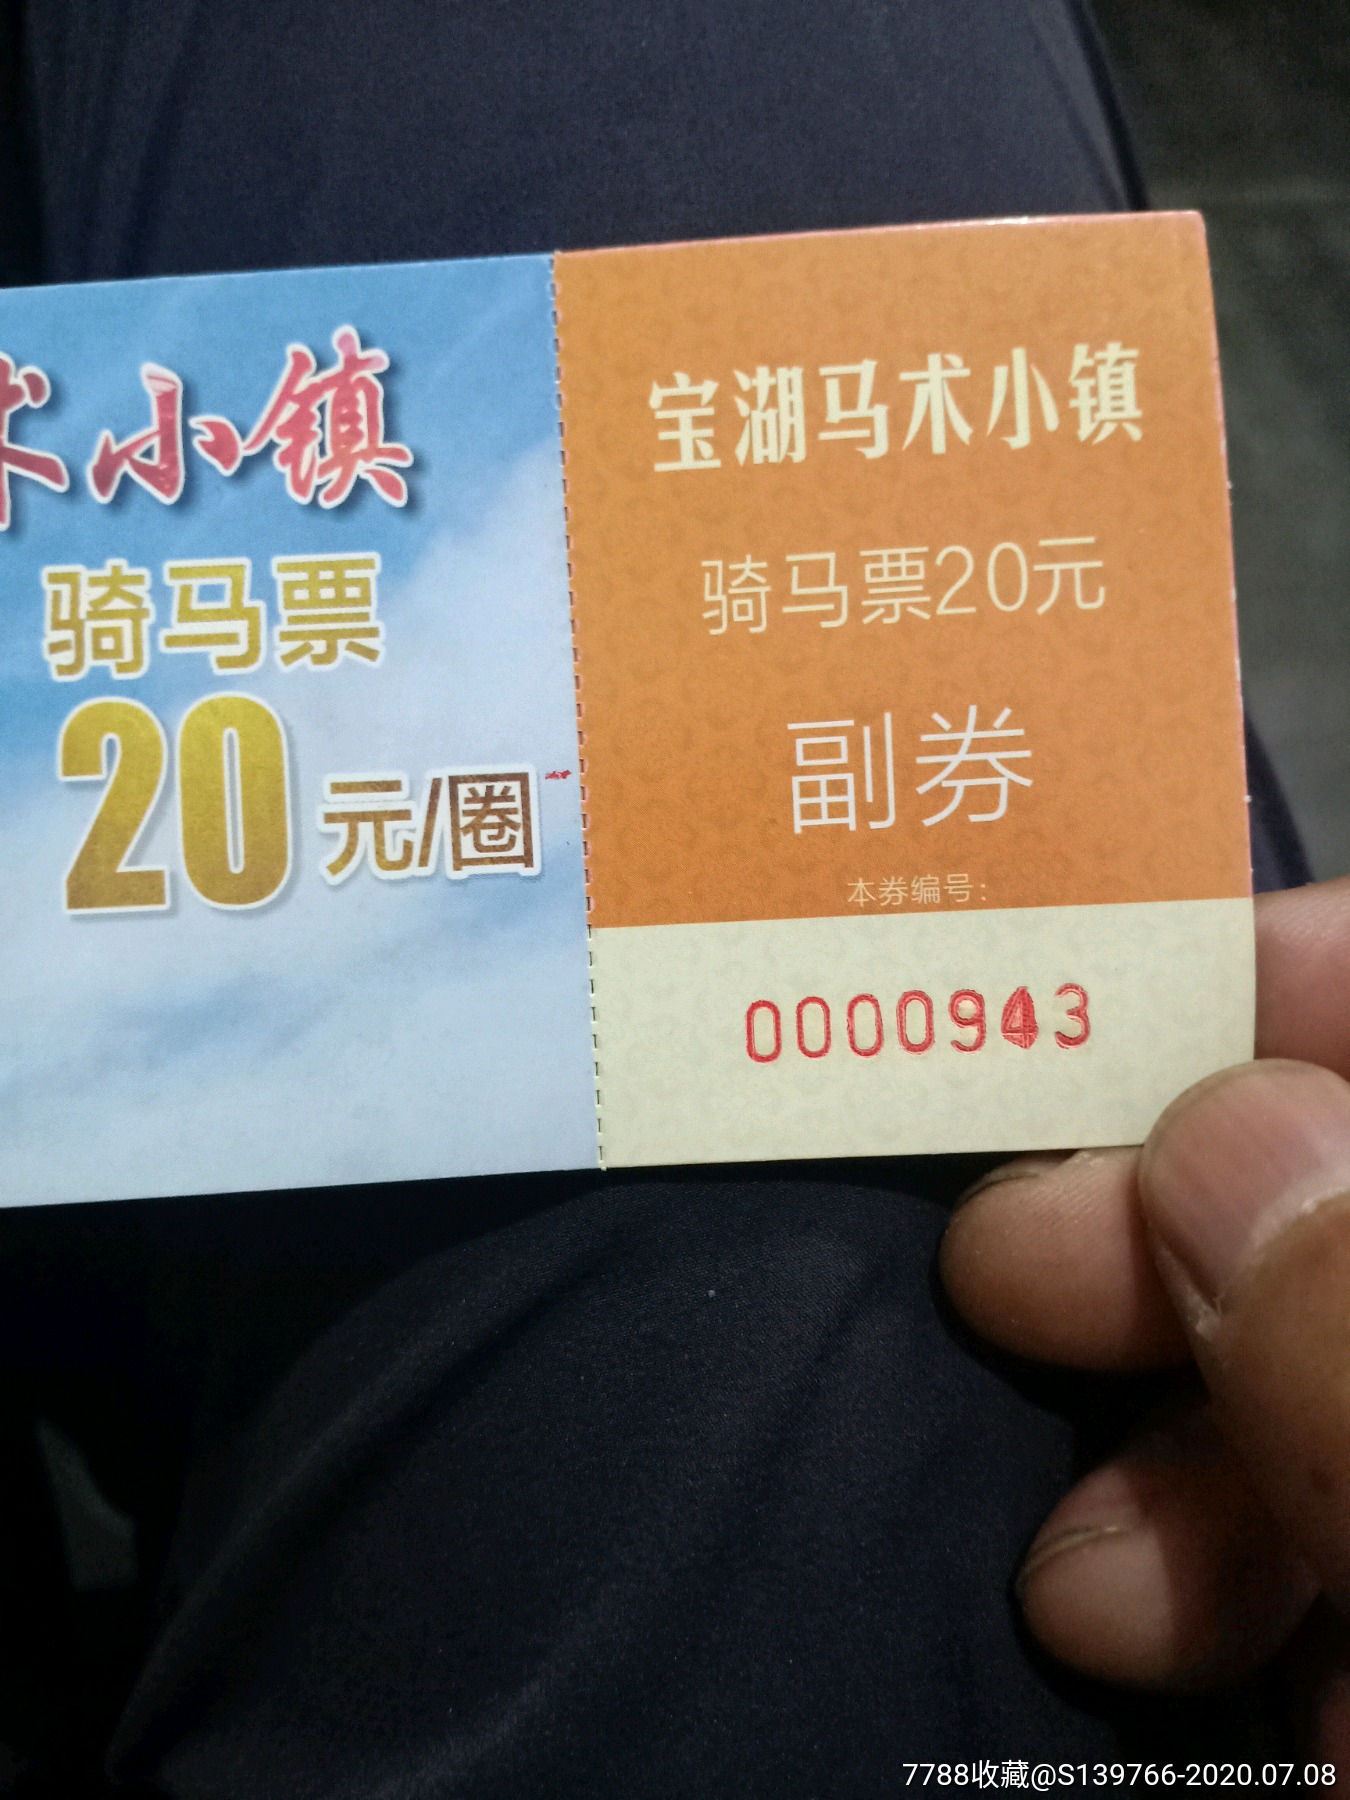 术小镇
骑马票
20元/圈
宝湖马术小镇
骑马票20元
副券
本券编号:
0000943
7788收藏@S139766-2020.07.08